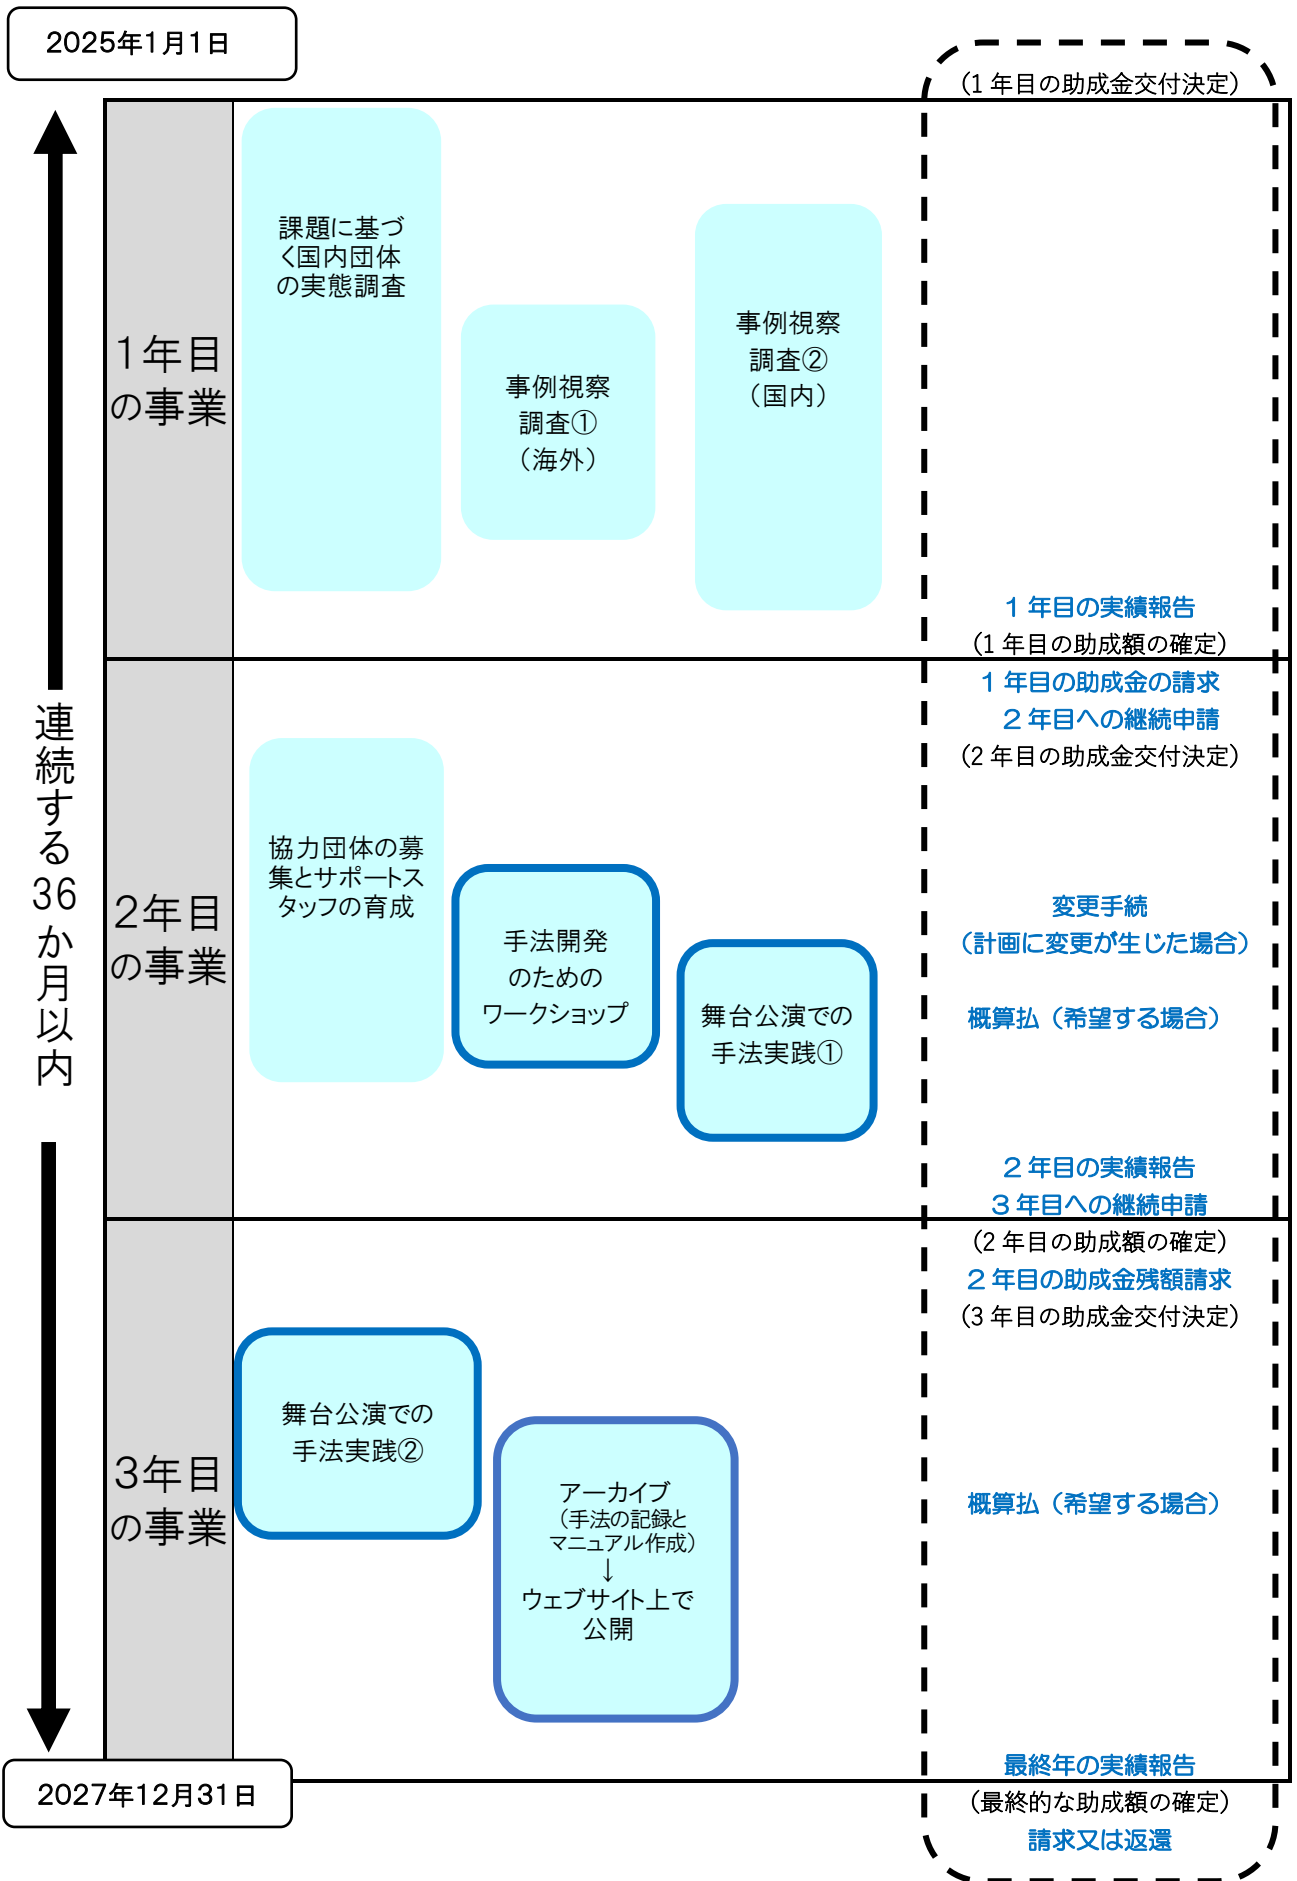 2025年1月1日
(1年目の助成金交付決定)
連続する36か月以内
1年目
の事業
課題に基づ
く国内団体
の実態調査
事例視察
調査①
（海外）
事例視察
調査②
（国内）
1年目の実績報告
(1年目の助成額の確定)
2年目
の事業
1年目の助成金の請求
2年目への継続申請
(2年目の助成金交付決定)
協力団体の募
集とサポートス
タッフの育成
手法開発
のための
ワークショップ
舞台公演での
手法実践①
変更手続
（計画に変更が生じた場合）
概算払（希望する場合）
2年目の実績報告
3年目への継続申請
3年目
の事業
(2年目の助成額の確定)
2年目の助成金残額請求
(3年目の助成金交付決定)
舞台公演での
手法実践②
アーカイブ
（手法の記録と
マニュアル作成）
↓
ウェブサイト上で
公開
概算払（希望する場合）
最終年の実績報告
(最終的な助成額の確定)
請求又は返還
2027年12月31日